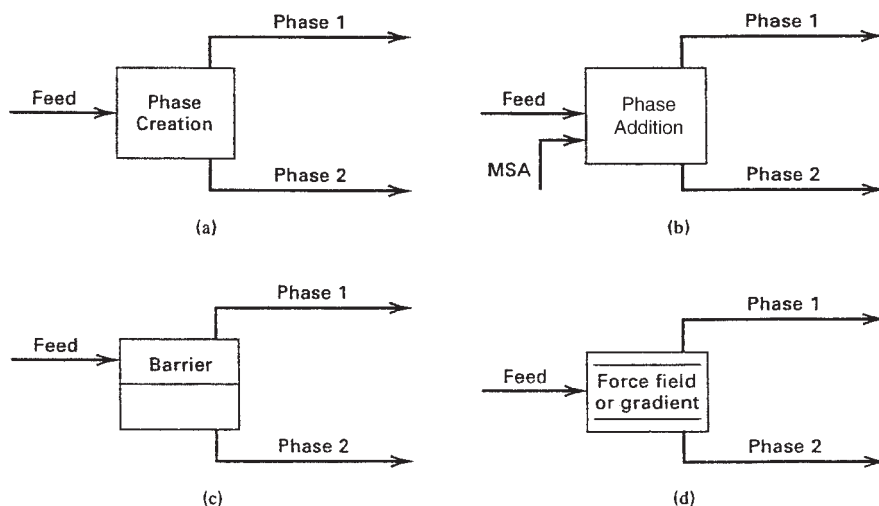 Phase 1
Feed
Phase
Creation
Phase 2
(a)
Phase 1
Feed
Phase
Addition
MSA
Phase 2
(b)
Phase 1
Feed
Barrier
Phase 2
(c)
Phase 1
Feed
Force field
or gradient
Phase 2
(d)